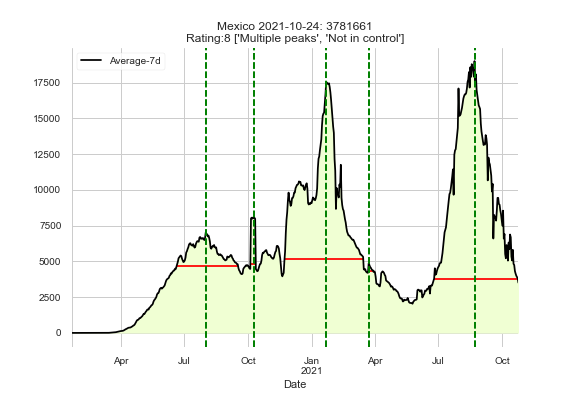 Mexico 2021-10-24: 3781661
Rating:8 ['Multiple peaks', 'Not in control']
Average-7d
17500
15000
12500
10000
7500
5000
2500
0
Apr Jul Oct Jan Apr Jul Oct
2021
Date